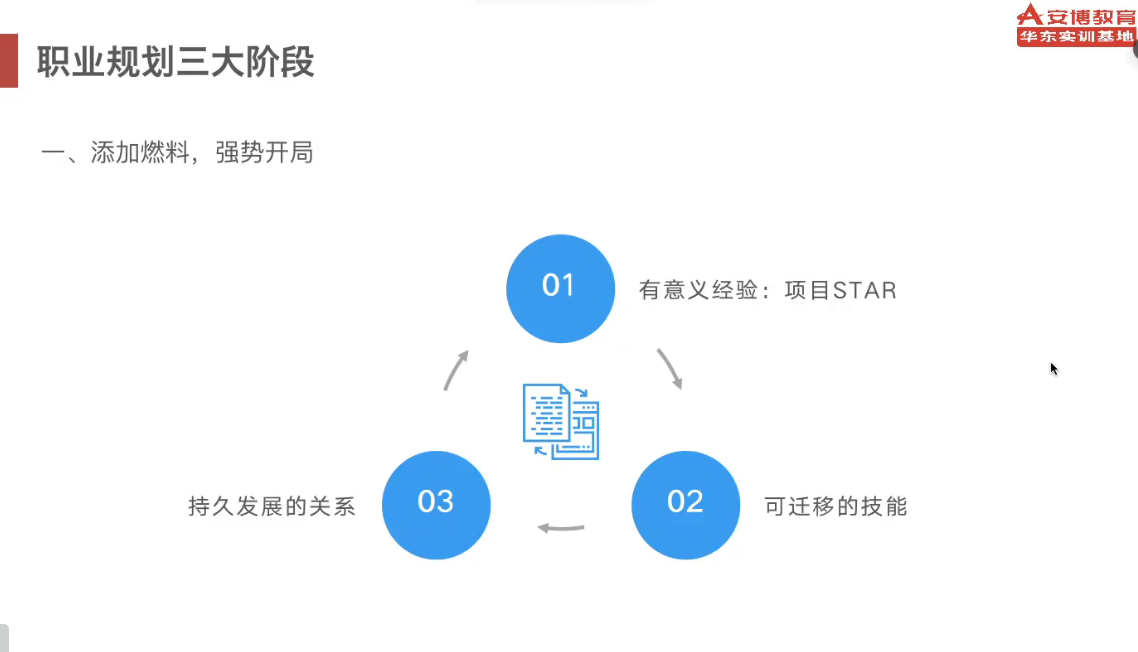 安博教育
华东实训基地
职业规划三大阶段
一、添加燃料，强势开局
01
有意义经验：项目STAR
03
持久发展的关系
02
可迁移的技能